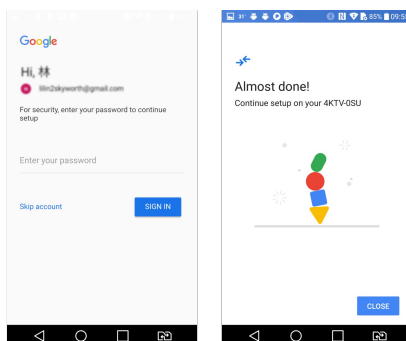 Google
Hi, 林
lilin2skyworth@gmail.com
For security, enter your password to continue
setup
Enter your password
Skip account
SIGN IN
31
85% 09:5
Almost done!
Continue setup on your 4KTV-0SU
CLOSE